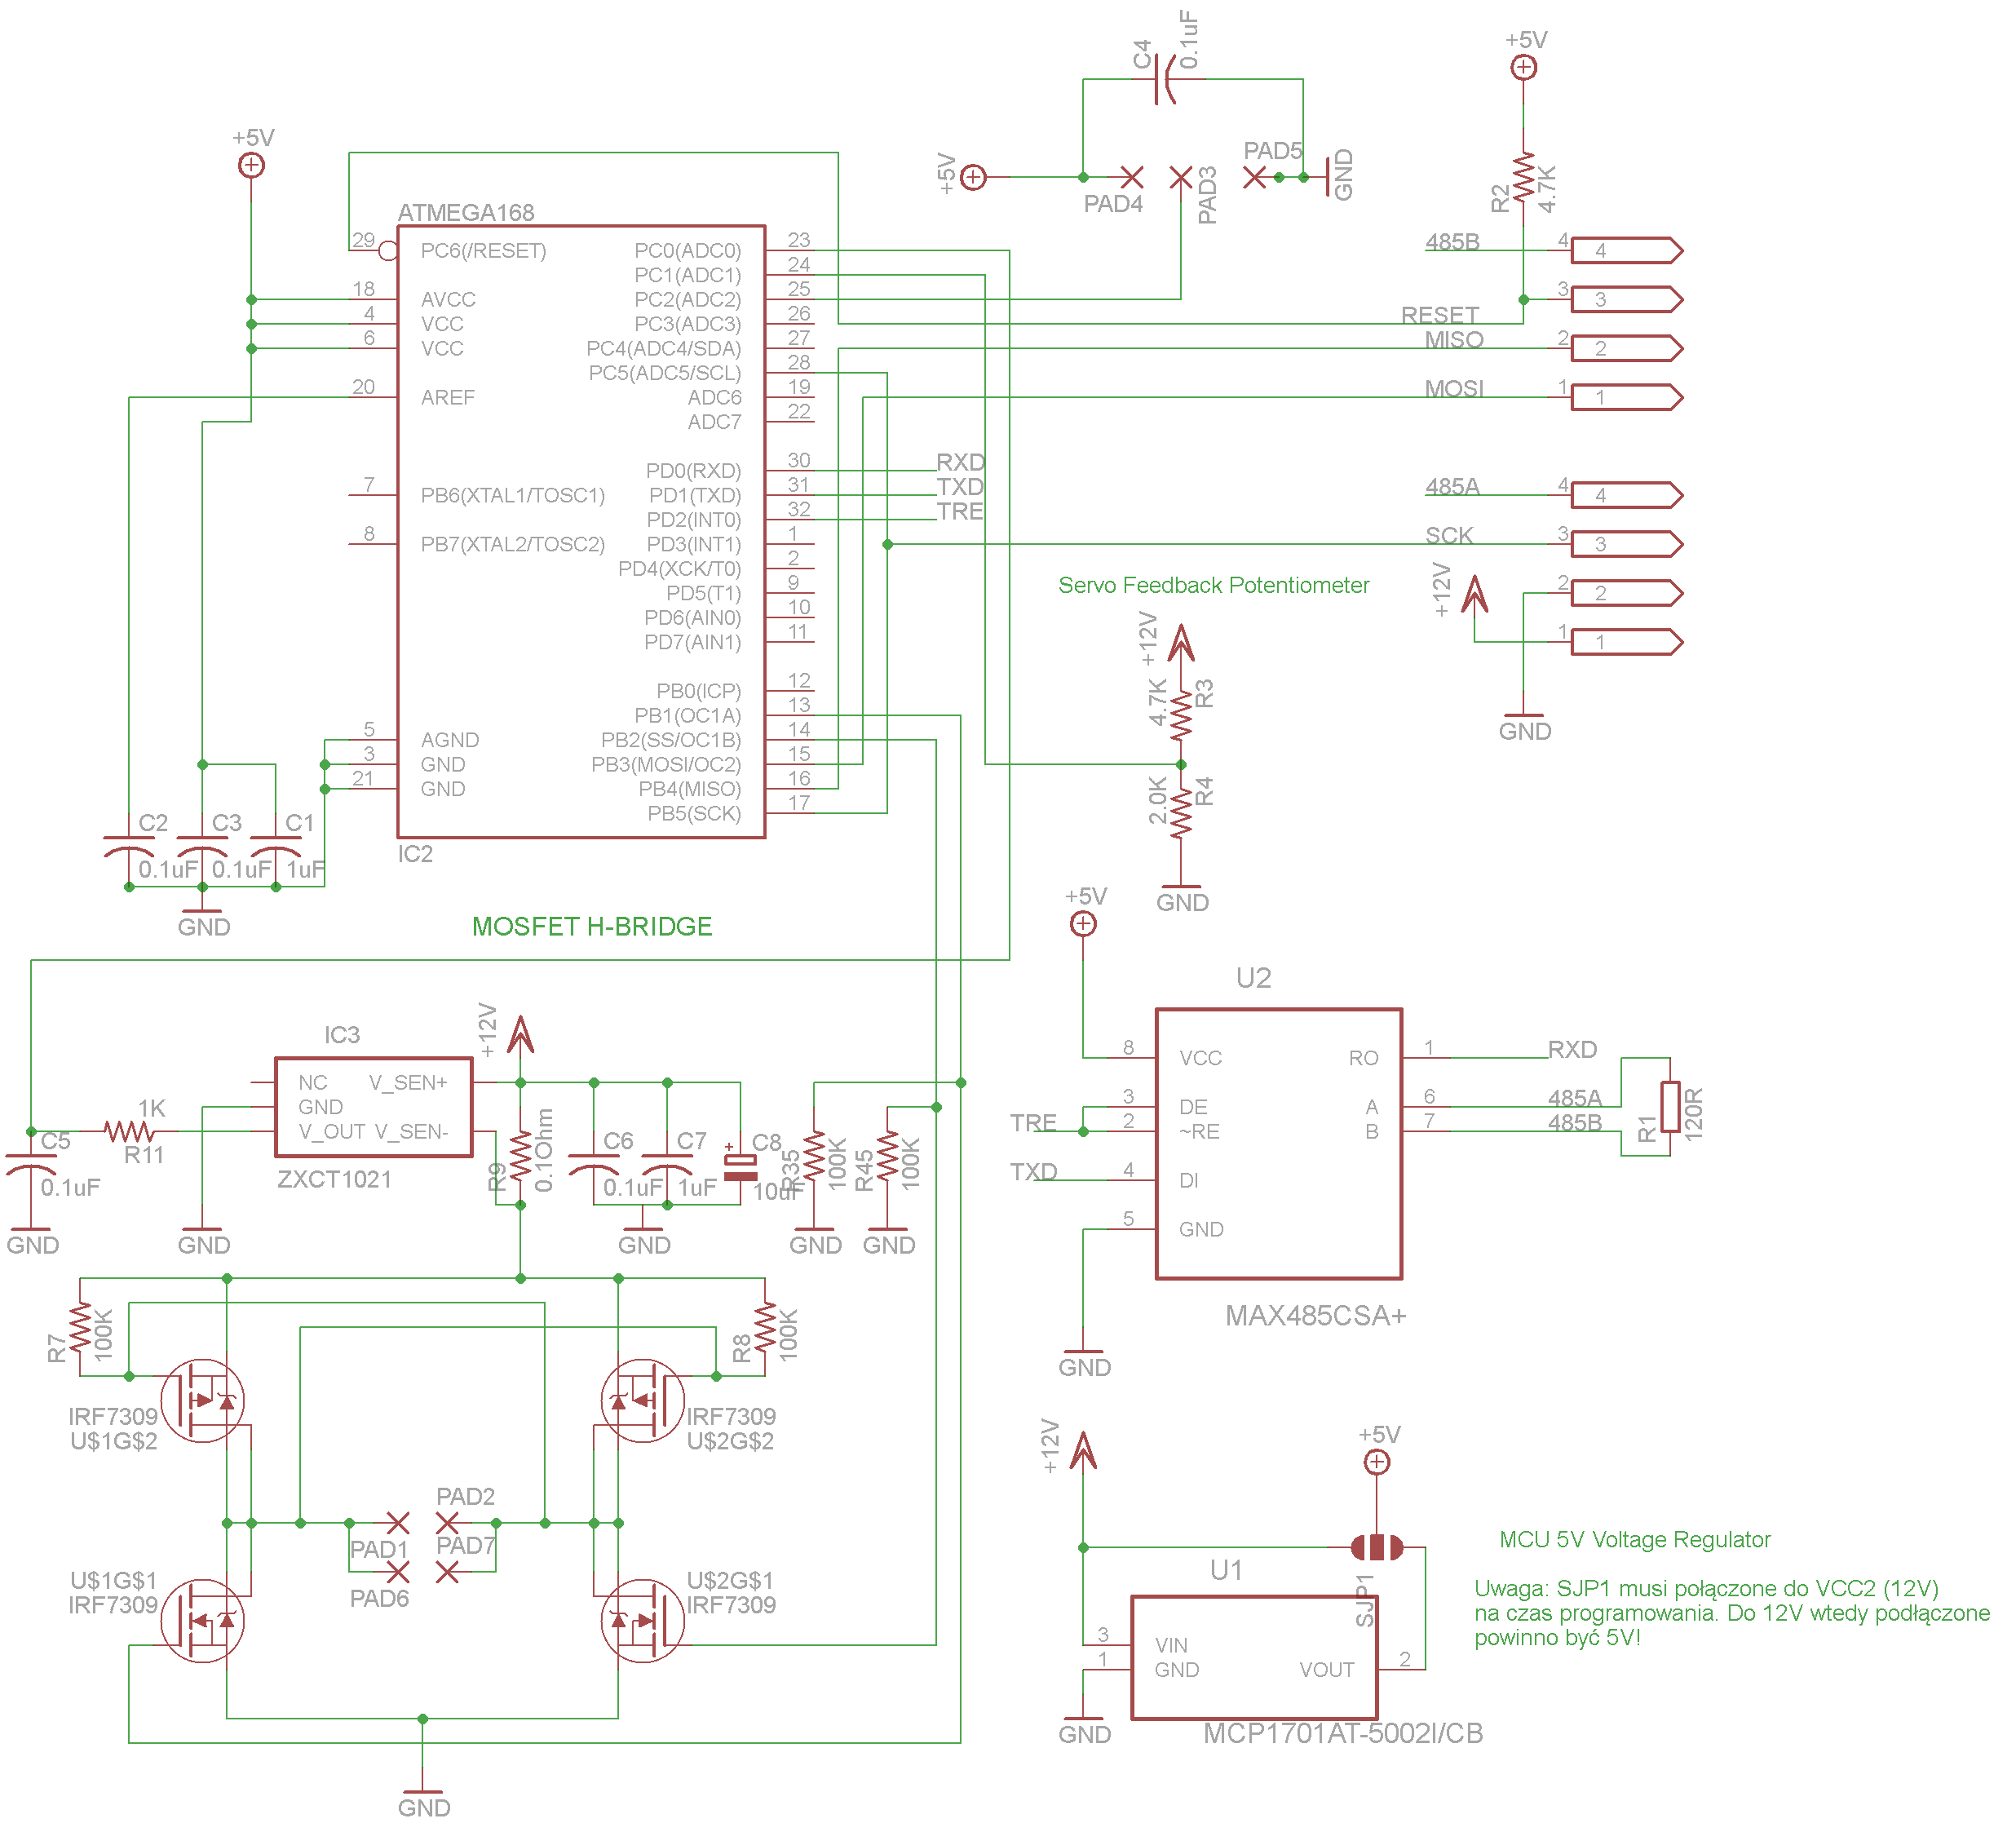 C4
0.1uF
+5V
+5V
+5V
PAD4
PAD3
PAD5
GND
R2
4.7K
ATMEGA168
29
PC6(/RESET)
18
AVCC
4
VCC
6
VCC
20
AREF
7
PB6(XTAL1/TOSC1)
8
PB7(XTAL2/TOSC2)
5
AGND
3
GND
21
GND
PC0(ADC0)
23
PC1(ADC1)
24
PC2(ADC2)
25
PC3(ADC3)
26
PC4(ADC4/SDA)
27
PC5(ADC5/SCL)
28
ADC6
19
ADC7
22
PD0(RXD)
30
RXD
PD1(TXD)
31
TXD
PD2(INT0)
32
TRE
PD3(INT1)
1
PD4(XCK/T0)
2
PD5(T1)
9
PD6(AIN0)
10
PD7(AIN1)
11
PB0(ICP)
12
PB1(OC1A)
13
PB2(SS/OC1B)
14
PB3(MOSI/OC2)
15
PB4(MISO)
16
PB5(SCK)
17
IC2
485B
4
4
3
3
RESET
MISO
2
2
MOSI
1
1
485A
4
4
SCK
3
3
+12V
2
2
1
1
GND
Servo Feedback Potentiometer
+12V
4.7K
R3
2.0K
R4
GND
C2
0.1uF
C3
0.1uF
C1
1uF
GND
MOSFET H-BRIDGE
IC3
NC
V_SEN+
GND
V_OUT
V_SEN-
ZXCT1021
1K
R11
C5
0.1uF
GND
GND
+12V
R9
0.1Ohm
C6
0.1uF
C7
1uF
+
C8
10uF
GND
R35
100K
GND
R45
100K
GND
R7
100K
R8
100K
IRF7309
U$1G$2
IRF7309
U$2G$2
PAD2
PAD1
PAD7
PAD6
U$1G$1
IRF7309
U$2G$1
IRF7309
GND
+5V
U2
8
VCC
RO
1
RXD
3
DE
A
6
485A
TRE
2
~RE
B
7
485B
TXD
4
DI
5
GND
R1
120R
MAX485CSA+
GND
+12V
+5V
SJP1
U1
3
VIN
1
GND
VOUT
2
GND
MCP1701AT-5002I/CB
MCU 5V Voltage Regulator
Uwaga: SJP1 musi połączone do VCC2 (12V)
na czas programowania. Do 12V wtedy podłączone
powinno być 5V!